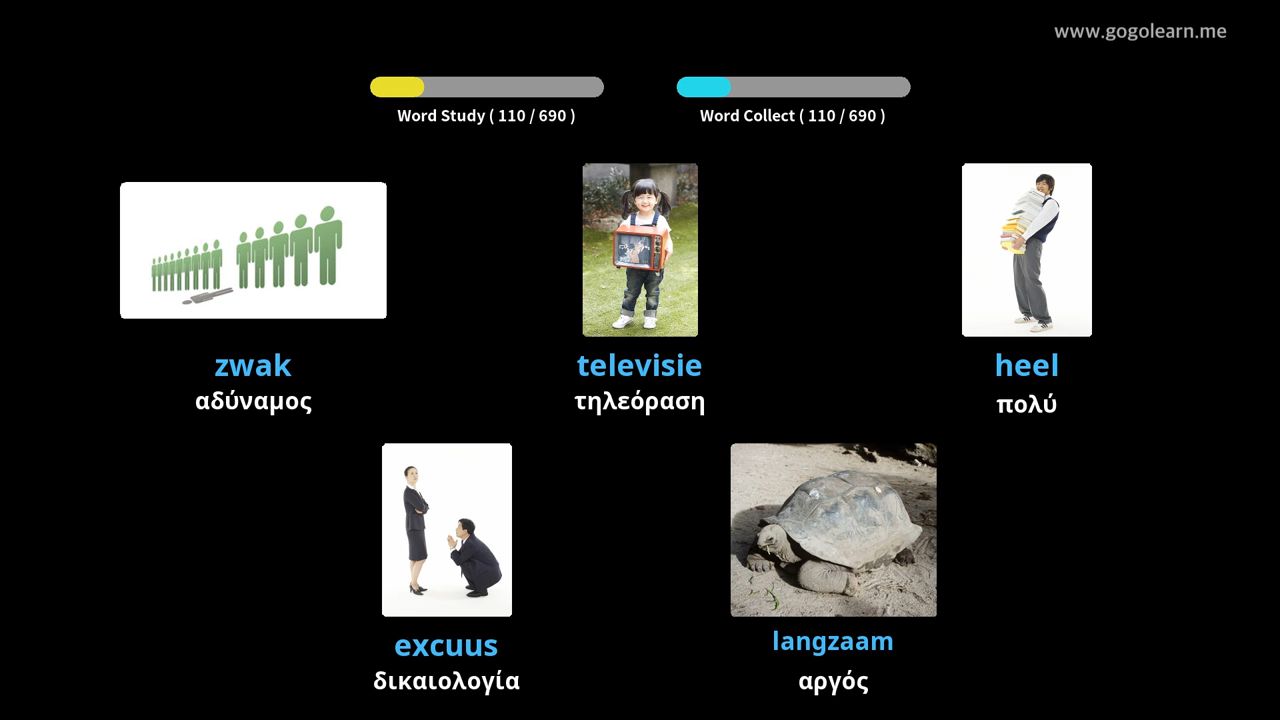 www.gogolearn.me
Word Study ( 110 / 690 )
Word Collect ( 110 / 690 )
zwak
αδύναμος
televisie
τηλεόραση
heel
πολύ
excuus
δικαιολογία
langzaam
αργός